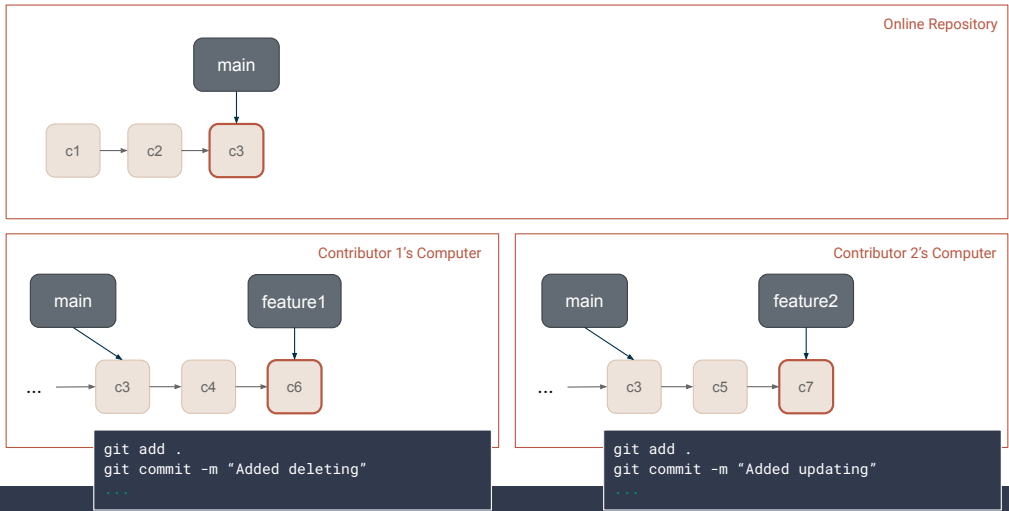 Online Repository
main
c1
c2
c3
Contributor 1’s Computer
main
feature1
...
c3
c4
c6
git add .
git commit -m “Added deleting”
...
Contributor 2’s Computer
main
feature2
...
c3
c5
c7
git add .
git commit -m “Added updating”
...